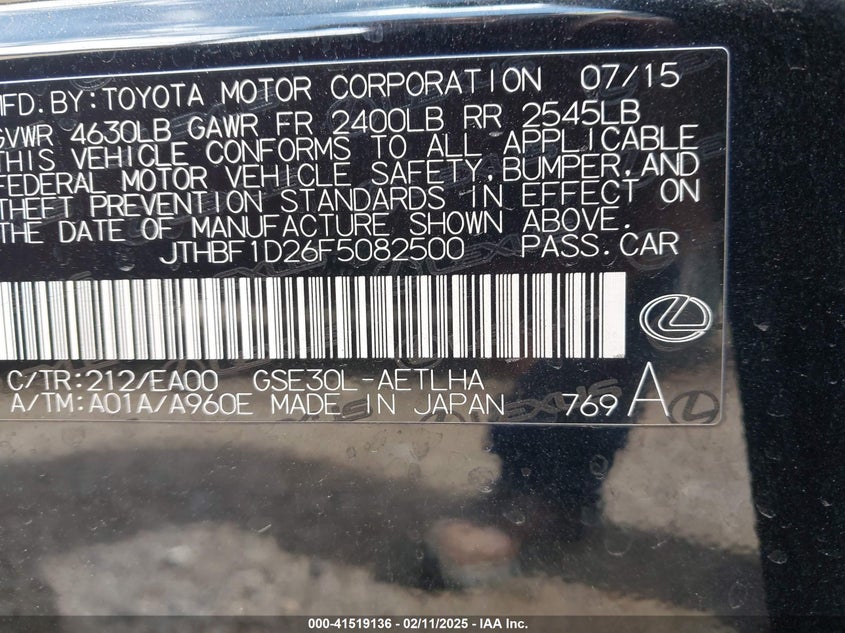 MFD.BY:TOYOTA MOTOR CORPORATION 07/15
GVWR 4630LB GAWR FR 2400LB RR 2545LB
THIS VEHICLE CONFORMS TO ALL APPLICABLE
FEDERAL MOTOR VEHICLE SAFETY, BUMPER, AND
THEFT PREVENTION STANDARDS IN EFFECT ON
THE DATE OF MANUFACTURE SHOWN ABOVE.
JTHBF1D26F5082500 PASS.CAR
C/TR:212/EA00 GSE30L-AETLHA
A/TM:A01A/A960E MADE IN JAPAN 769 A
LEXUS
000-41519136 - 02/11/2025 - IAA Inc.